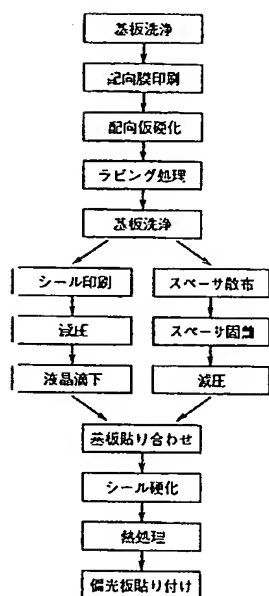 基板洗浄
配向膜印刷
配向仮硬化
ラビング処理
基板洗浄
シール印刷
スペーサ散布
減圧
スペーサ固着
液晶滴下
減圧
基板貼り合わせ
シール硬化
熱処理
偏光板貼り付け